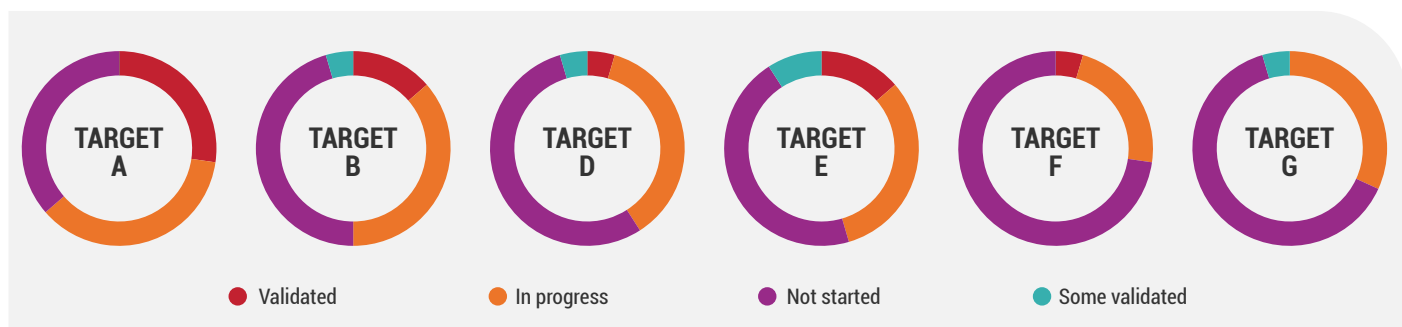 TARGET
A
TARGET
B
TARGET
D
TARGET
E
TARGET
F
TARGET
G
Validated
In progress
Not started
Some validated